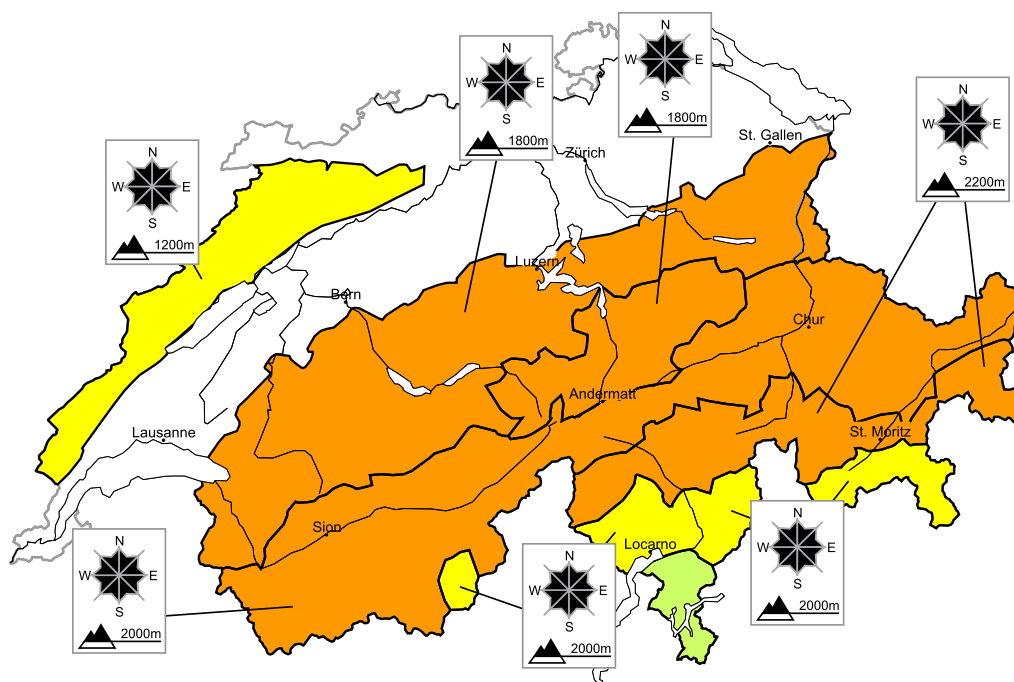 N
W E
S
1800m
N
W E
S
1800m
N
W E
S
2200m
N
W E
S
1200m
St. Gallen
Zürich
Luzern
Bern
Chur
Andermatt
St. Moritz
Lausanne
Sion
Locarno
N
W E
S
2000m
N
W E
S
2000m
N
W E
S
2000m